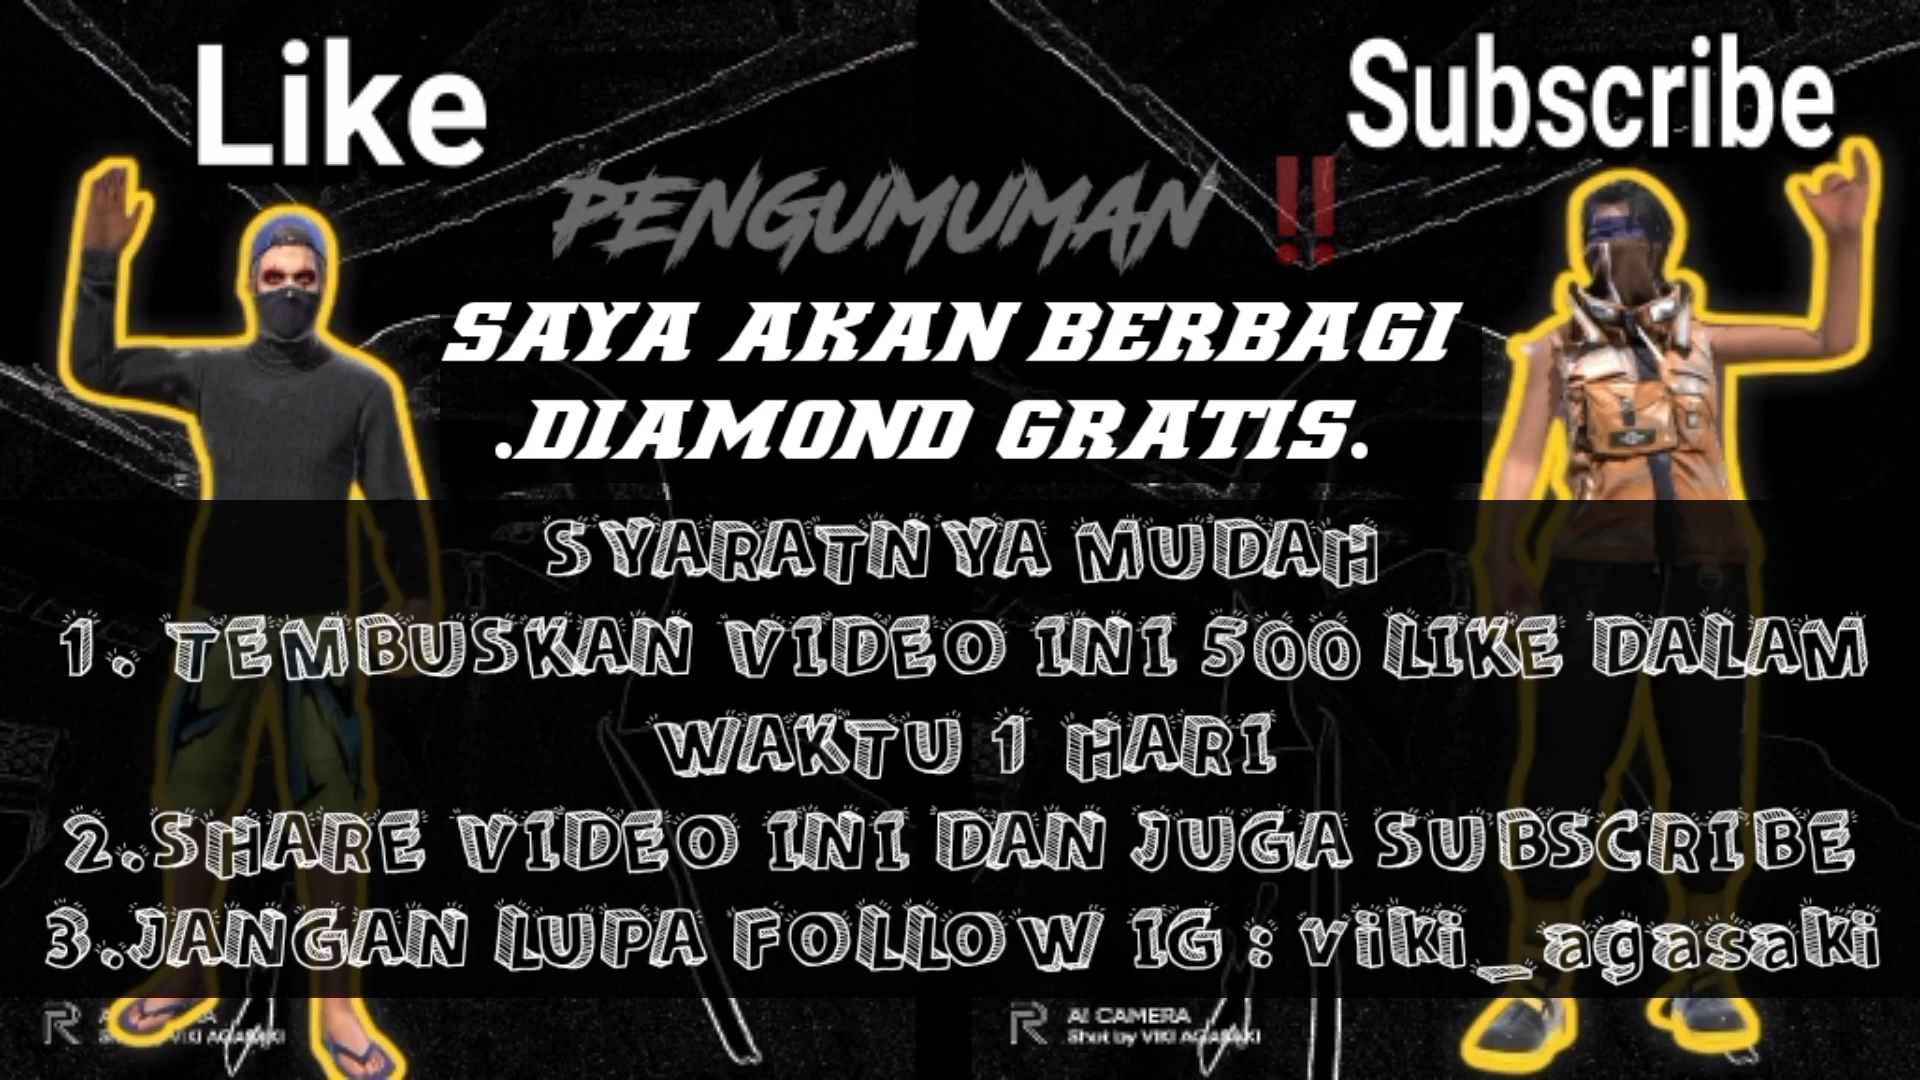 Like
Subscribe
PENGUMUMAN ‼
SAYA AKAN BERBAGI
.DIAMOND GRATIS.
SYARATNYA MUDAH
1. TEMBUSKAN VIDEO INI 500 LIKE DALAM
WAKTU 1 HARI
2.SHARE VIDEO INI DAN JUGA SUBSCRIBE
3.JANGAN LUPA FOLLOW IG : viki_agasaki
R
AI CAMERA
Shot by VIKI AGASAKI